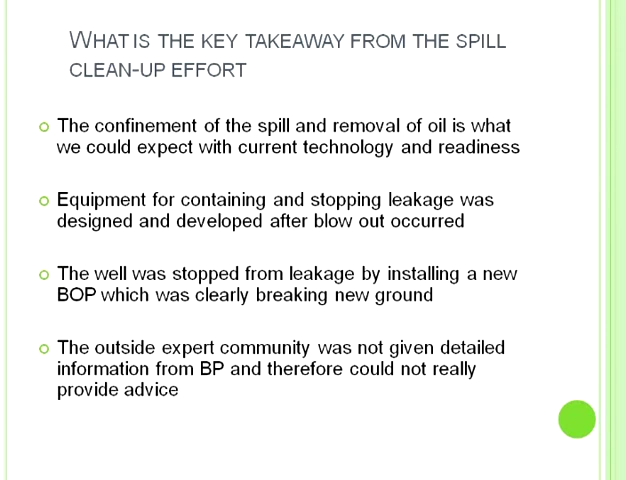 WHAT IS THE KEY TAKEAWAY FROM THE SPILL
CLEAN-UP EFFORT
The confinement of the spill and removal of oil is what
we could expect with current technology and readiness
Equipment for containing and stopping leakage was
designed and developed after blow out occurred
The well was stopped from leakage by installing a new
BOP which was clearly breaking new ground
The outside expert community was not given detailed
information from BP and therefore could not really
provide advice